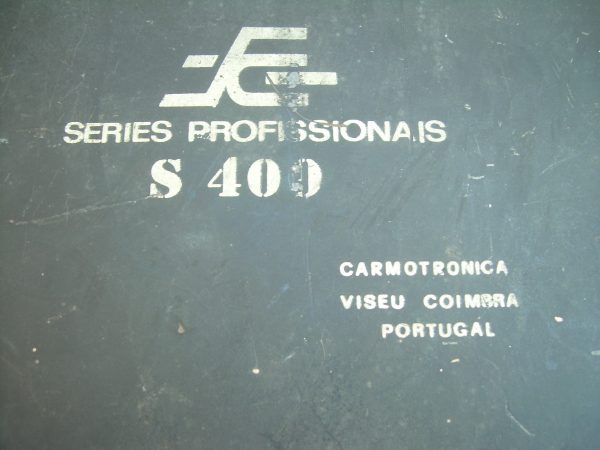 SERIES PROFISSIONAIS
S 400
CARMOTRONICA
VISEU COIMBRA
PORTUGAL